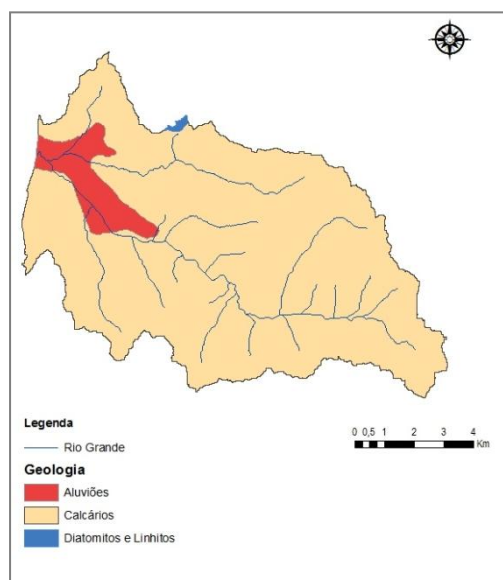 Legenda
Rio Grande
Geologia
Aluviões
Calcários
Diatomitos e Linhitos
0 0,5 1 2 3 4
Km